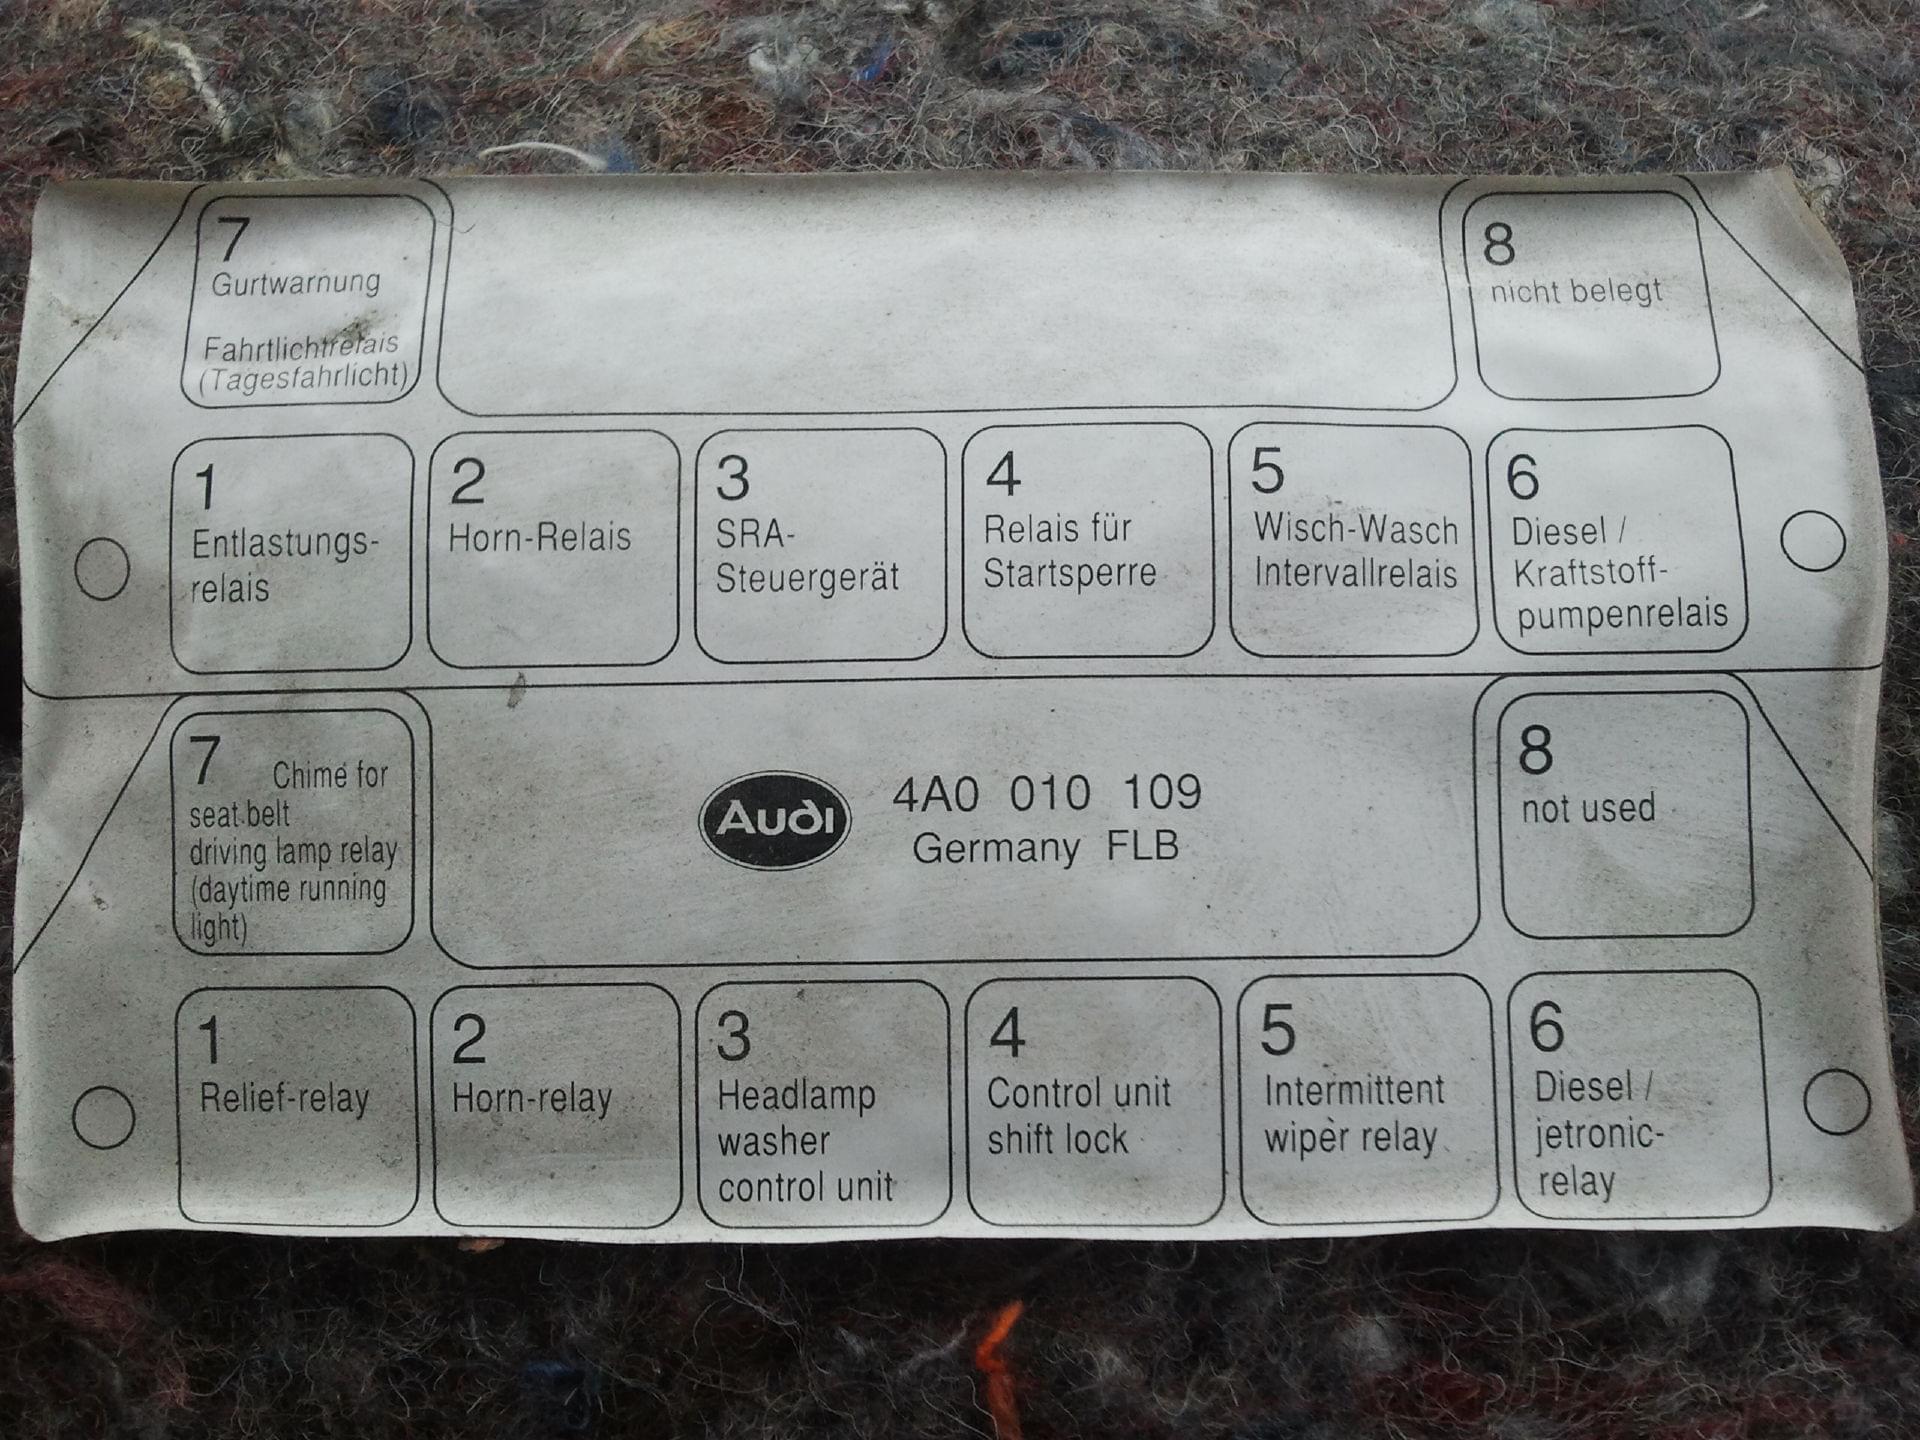 7
Gurtwarnung
Fahrtlichtrelais
(Tagesfahrlicht)
8
nicht belegt
1
Entlastungs-
relais
2
Horn-Relais
3
SRA-
Steuergerät
4
Relais für
Startsperre
5
Wisch-Wasch
Intervallrelais
6
Diesel /
Kraftstoff-
pumpenrelais
7 Chime for
seat belt
driving lamp relay
(daytime running
light)
Audi
4A0 010 109
Germany FLB
8
not used
1
Relief-relay
2
Horn-relay
3
Headlamp
washer
control unit
4
Control unit
shift lock
5
Intermittent
wiper relay
6
Diesel /
jetronic-
relay